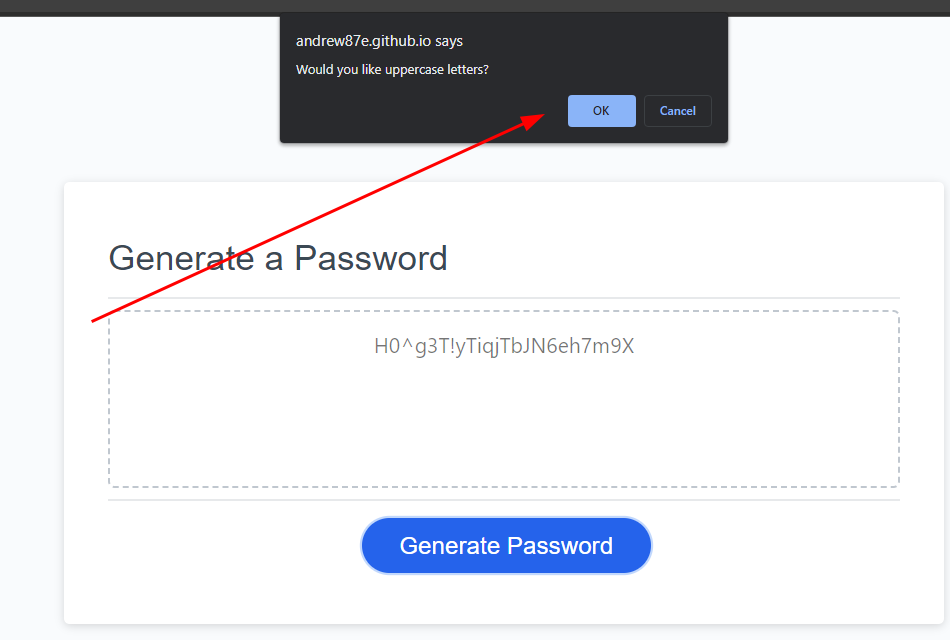 andrew87e.github.io says
Would you like uppercase letters?
OK
Cancel
Generate a Password
H0^g3T!yTiqjTbJN6eh7m9X
Generate Password